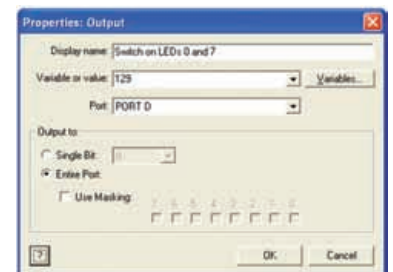 Properties: Output
Display name: Switch on LEDs 0 and 7
Variable or value: 129 Variables...
Port: PORT D
Output to:
Single Bit:
Entire Port:
Use Masking:
?
OK Cancel